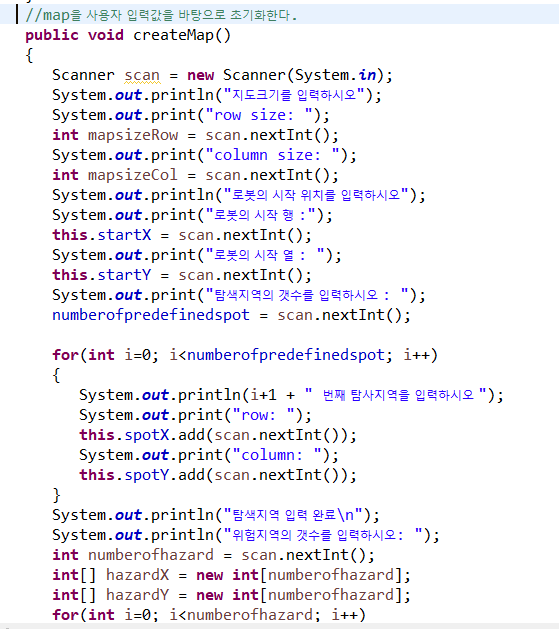 //map을 사용자 입력값을 바탕으로 초기화한다.
public void createMap()
{
Scanner scan = new Scanner(System.in);
System.out.println("지도크기를 입력하시오");
System.out.print("row size: ");
int mapsizeRow = scan.nextInt();
System.out.print("column size: ");
int mapsizeCol = scan.nextInt();
System.out.println("로봇의 시작 위치를 입력하시오");
System.out.print("로봇의 시작 행 :");
this.startX = scan.nextInt();
System.out.print("로봇의 시작 열 : ");
this.startY = scan.nextInt();
System.out.print("탐색지역의 갯수를 입력하시오 : ");
numberofpredefinedspot = scan.nextInt();
for(int i=0; i<numberofpredefinedspot; i++)
{
System.out.println(i+1 + " 번째 탐사지역을 입력하시오 ");
System.out.print("row: ");
this.spotX.add(scan.nextInt());
System.out.print("column: ");
this.spotY.add(scan.nextInt());
}
System.out.println("탐색지역 입력 완료\n");
System.out.println("위험지역의 갯수를 입력하시오: ");
int numberofhazard = scan.nextInt();
int[] hazardX = new int[numberofhazard];
int[] hazardY = new int[numberofhazard];
for(int i=0; i<numberofhazard; i++)